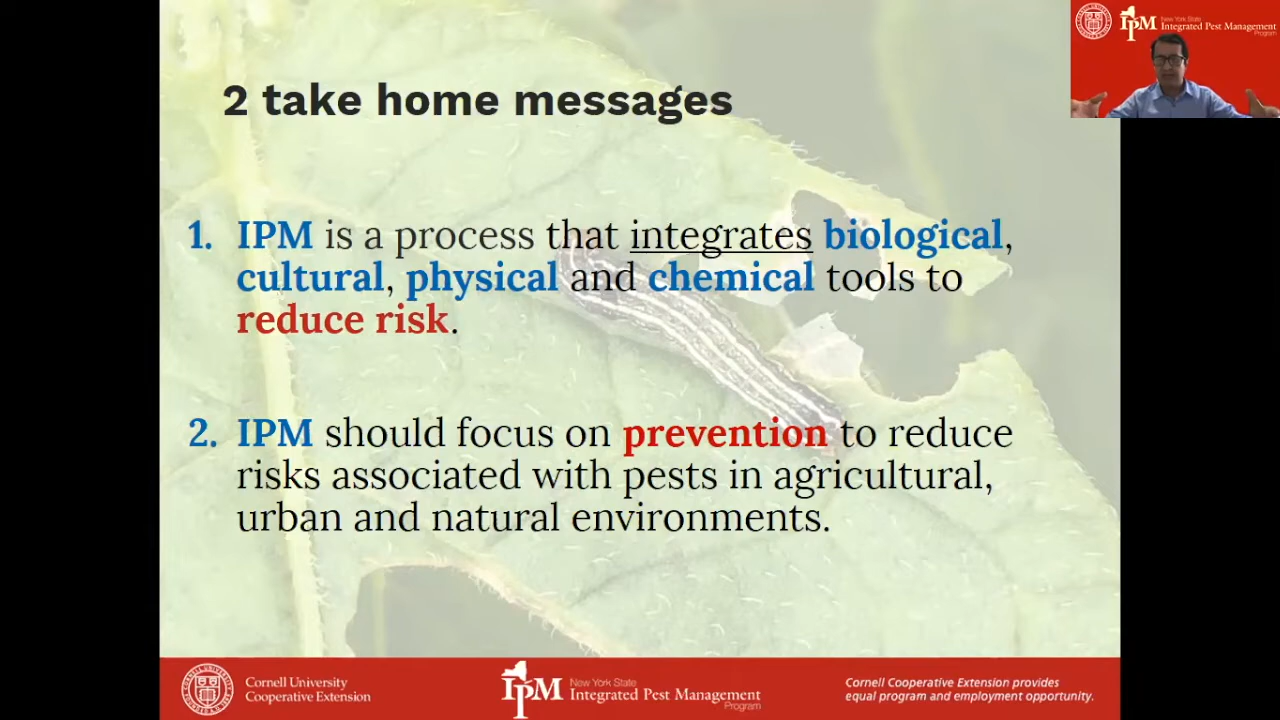 New York State
IPM Integrated Pest Management
Program
2 take home messages
1. IPM is a process that integrates biological,
cultural, physical and chemical tools to
reduce risk.
2. IPM should focus on prevention to reduce
risks associated with pests in agricultural,
urban and natural environments.
Cornell University
Cooperative Extension
New York State
IPM Integrated Pest Management
Program
Cornell Cooperative Extension provides
equal program and employment opportunity.